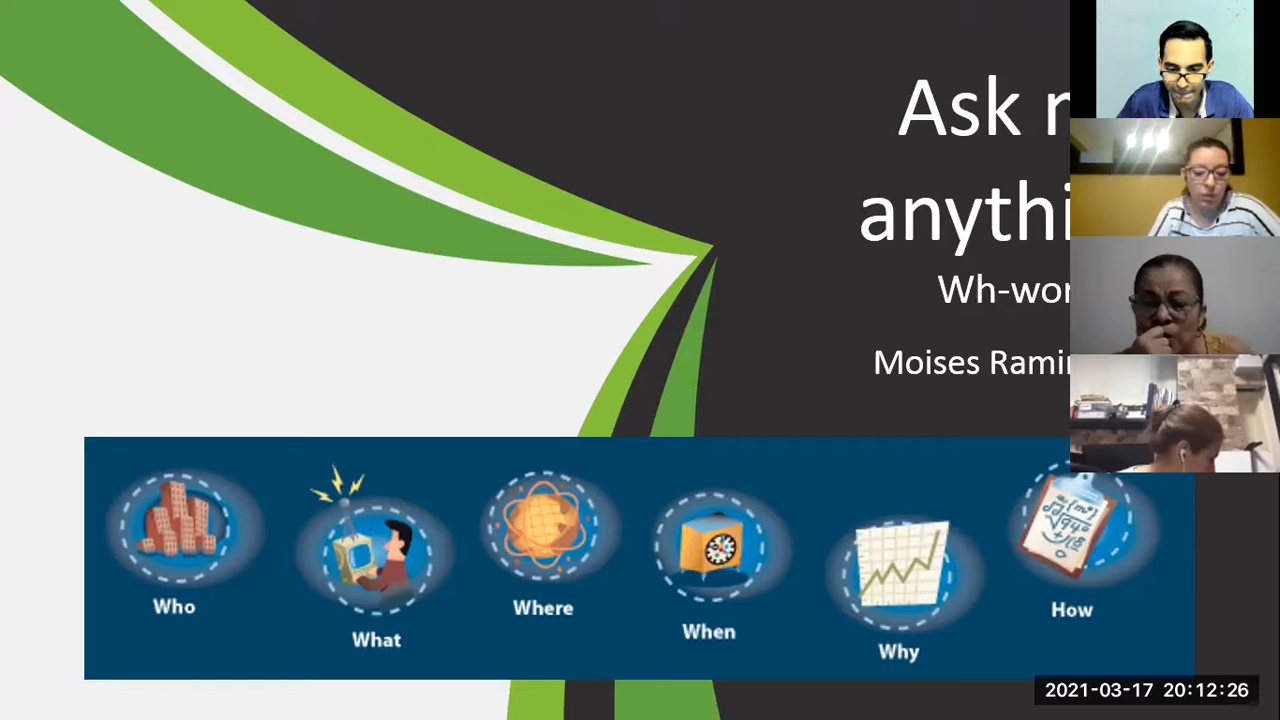 Ask
anythi
Wh-wor
Moises Rami
Who
What
Where
When
Why
How
2021-03-17 20:12:26